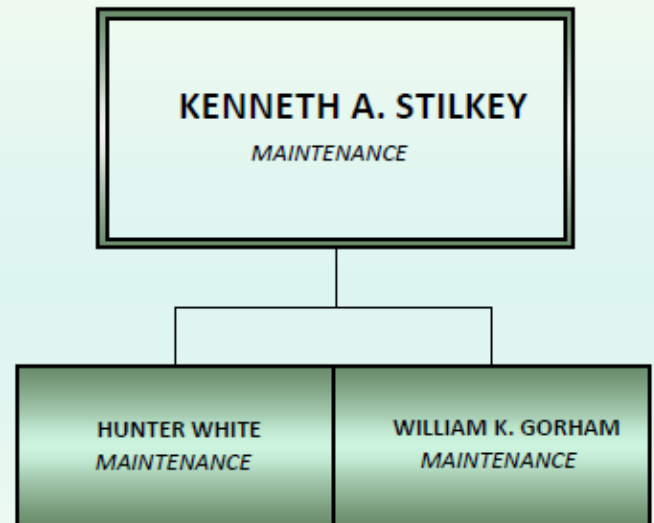 KENNETH A. STILKEY
MAINTENANCE
HUNTER WHITE
MAINTENANCE
WILLIAM K. GORHAM
MAINTENANCE